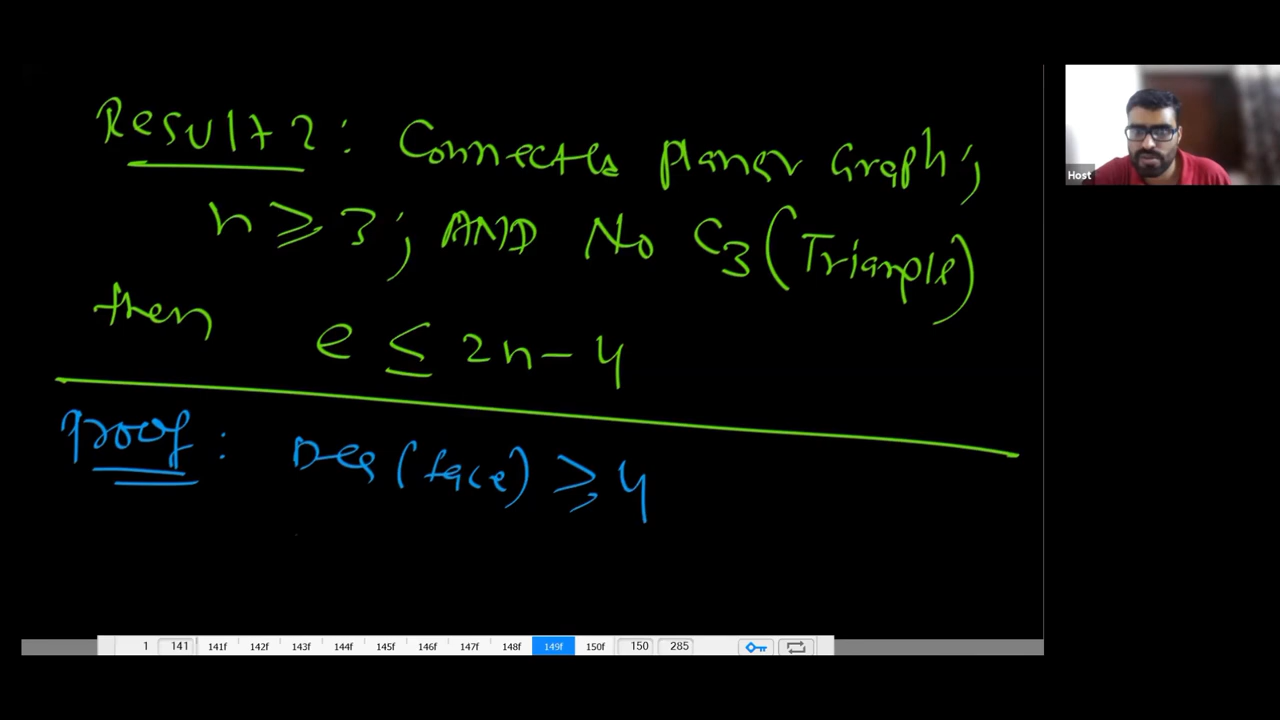 Result 2 : Connected planar Graph ;
n ≥ 3 ; AND No C₃ (Triangle)
then e ≤ 2n - 4
Proof : Deg (face) ≥ 4
Host
1 141 141f 142f 143f 144f 145f 146f 147f 148f 149f 150f 150 285